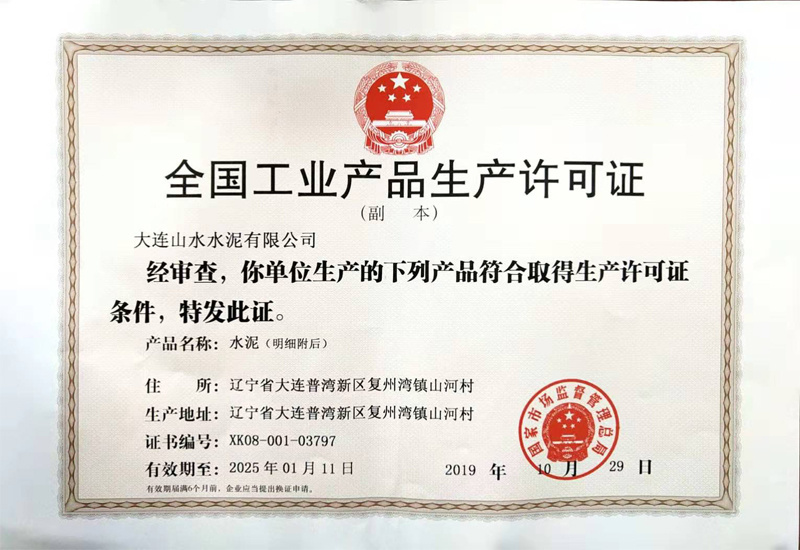 全国工业产品生产许可证
（副 本）
大连山水水泥有限公司
经审查，你单位生产的下列产品符合取得生产许可证
条件，特发此证。
产品名称：水泥（明细附后）
住 所：辽宁省大连普湾新区复州湾镇山河村
生产地址：辽宁省大连普湾新区复州湾镇山河村
证书编号：XK08-001-03797
有效期至：2025年01月11日
2019 年 10 月 29 日
国家市场监督管理总局
有效期届满6个月前，企业应当提出换证申请。